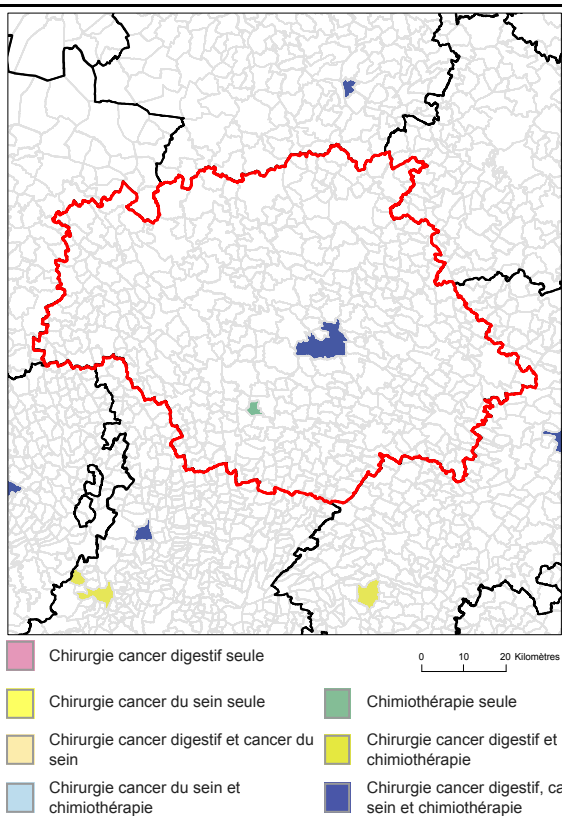 Chirurgie cancer digestif seule
0 10 20 Kilomètres
Chirurgie cancer du sein seule
Chimiothérapie seule
Chirurgie cancer digestif et cancer du
sein
Chirurgie cancer digestif et
chimiothérapie
Chirurgie cancer du sein et
chimiothérapie
Chirurgie cancer digestif, ca
sein et chimiothérapie